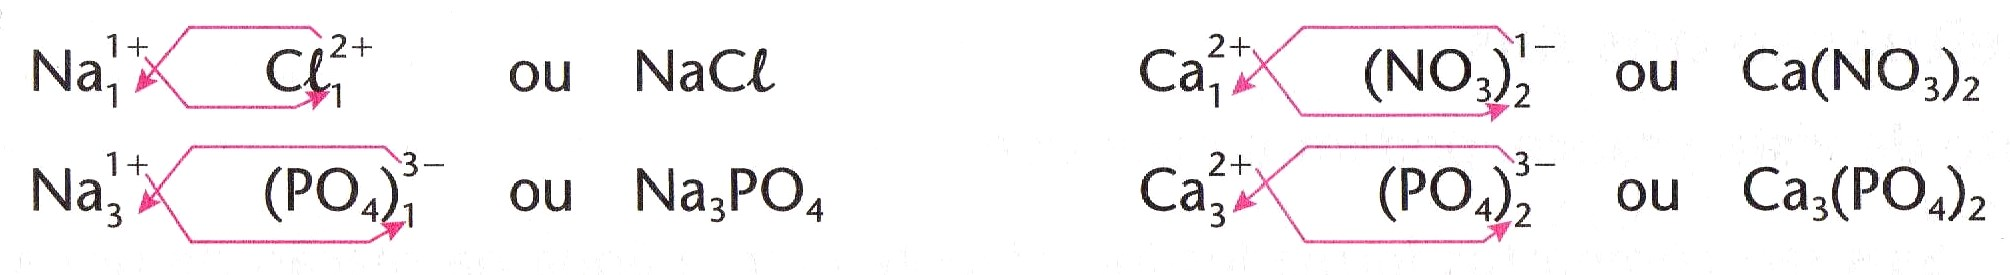 Na₁¹⁺ Cℓ₁²⁺ ou NaCℓ Ca₁²⁺ (NO₃)₂¹⁻ ou Ca(NO₃)₂
Na₃¹⁺ (PO₄)₁³⁻ ou Na₃PO₄ Ca₃²⁺ (PO₄)₂³⁻ ou Ca₃(PO₄)₂